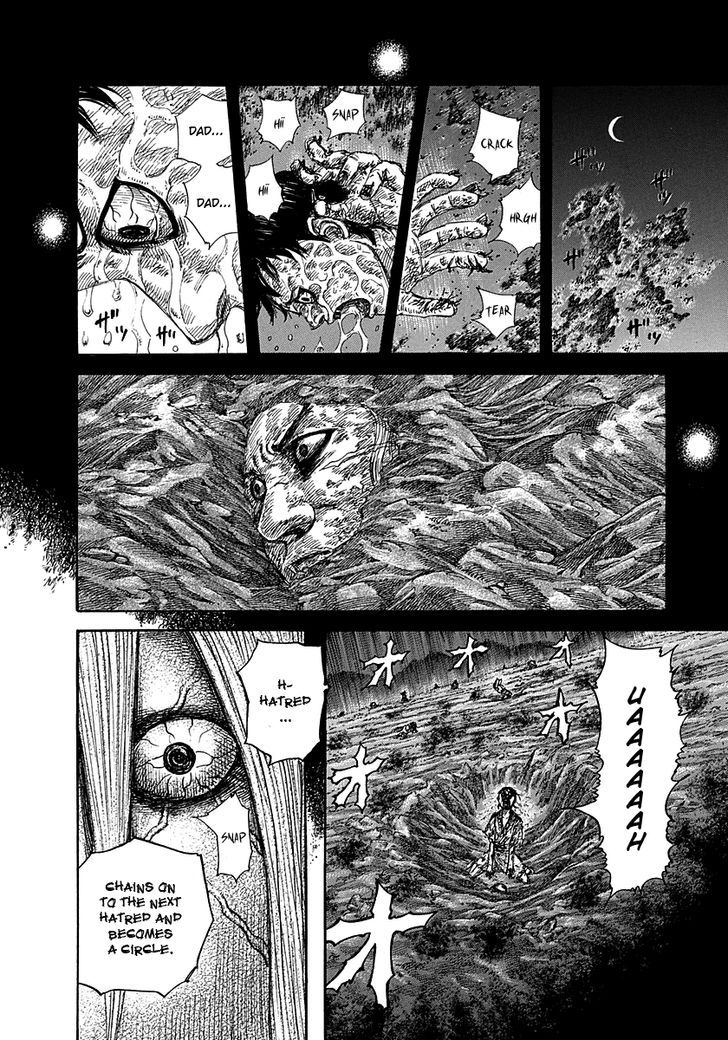 ザッ
ザッ
ザッ
ザッ
CRACK
HRGH
TEAR
SNAP
HII
HII
DAD...
DAD...
ザッ
ザッ
UAAAAAAH
オ
オ
オ
オ
オ
オ
H-
HATRED
...
SNAP
CHAINS ON
TO THE NEXT
HATRED AND
BECOMES
A CIRCLE.